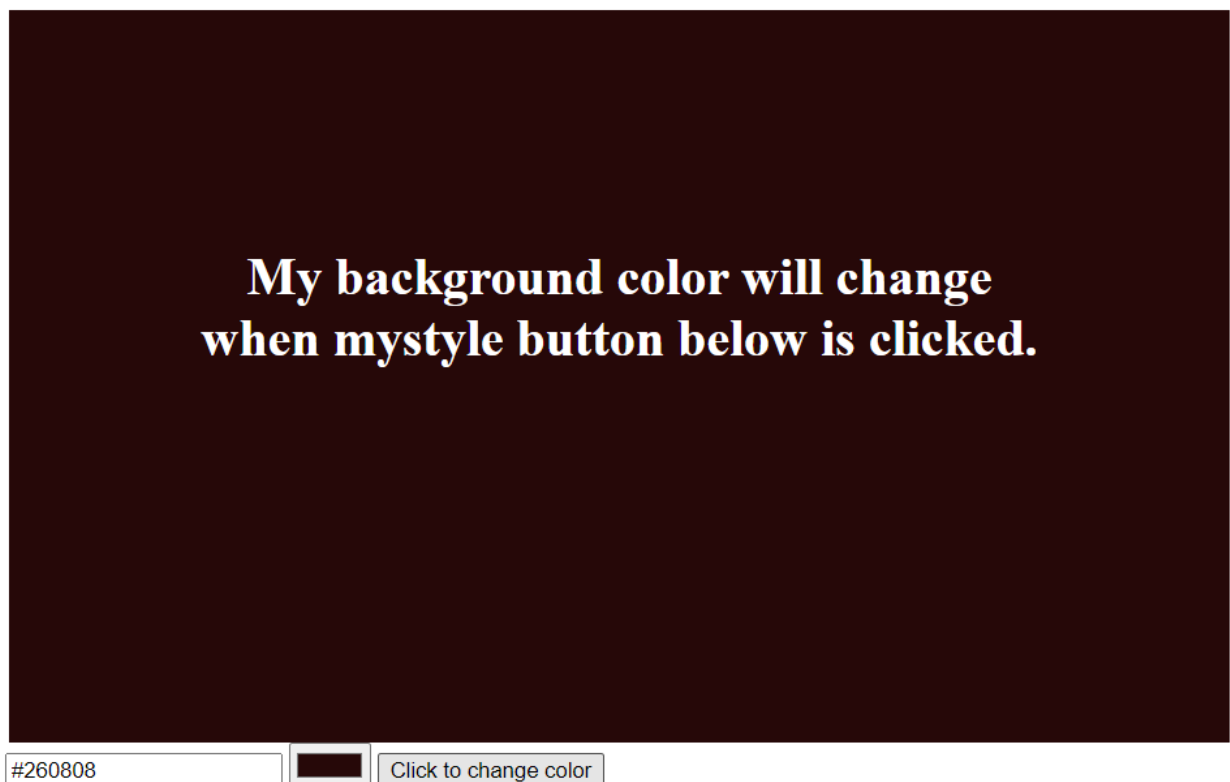 My background color will change
when mystyle button below is clicked.
#260808 Click to change color